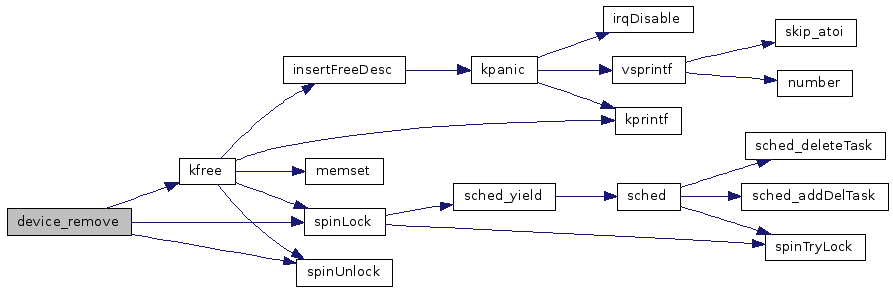 irqDisable
skip_atoi
insertFreeDesc
kpanic
vsprintf
number
kprintf
sched_deleteTask
kfree
memset
sched_yield
sched
sched_addDelTask
device_remove
spinLock
spinTryLock
spinUnlock